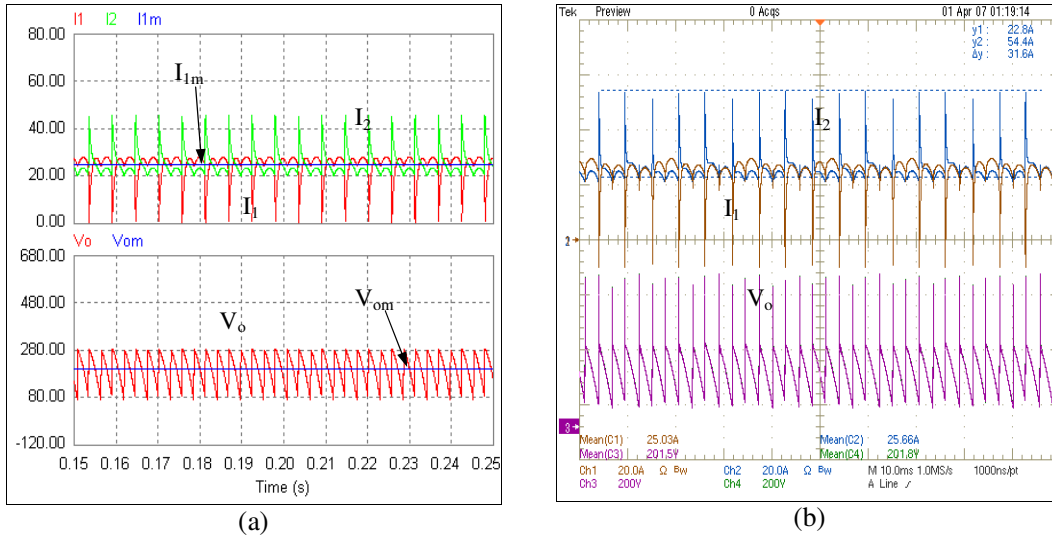 I1 I2 I1m
80.00
60.00
40.00
20.00
0.00
I1m
I2
I1
Vo Vom
680.00
480.00
280.00
80.00
-120.00
Vo
Vom
0.15 0.16 0.17 0.18 0.19 0.20 0.21 0.22 0.23 0.24 0.25
Time (s)
(a)
Tek Preview 0 Acqs 01 Apr 07 01:19:14
y1 : 22.8A
y2 : 54.4A
Δy : 31.6A
I2
I1
2
Vo
3
Mean(C1) 25.03A Mean(C2) 25.66A
Mean(C3) 201.5V Mean(C4) 201.8V
Ch1 20.0A Ω Bw Ch2 20.0A Ω Bw M 10.0ms 1.0MS/s 1000ns/pt
Ch3 200V Ch4 200V A Line /
(b)